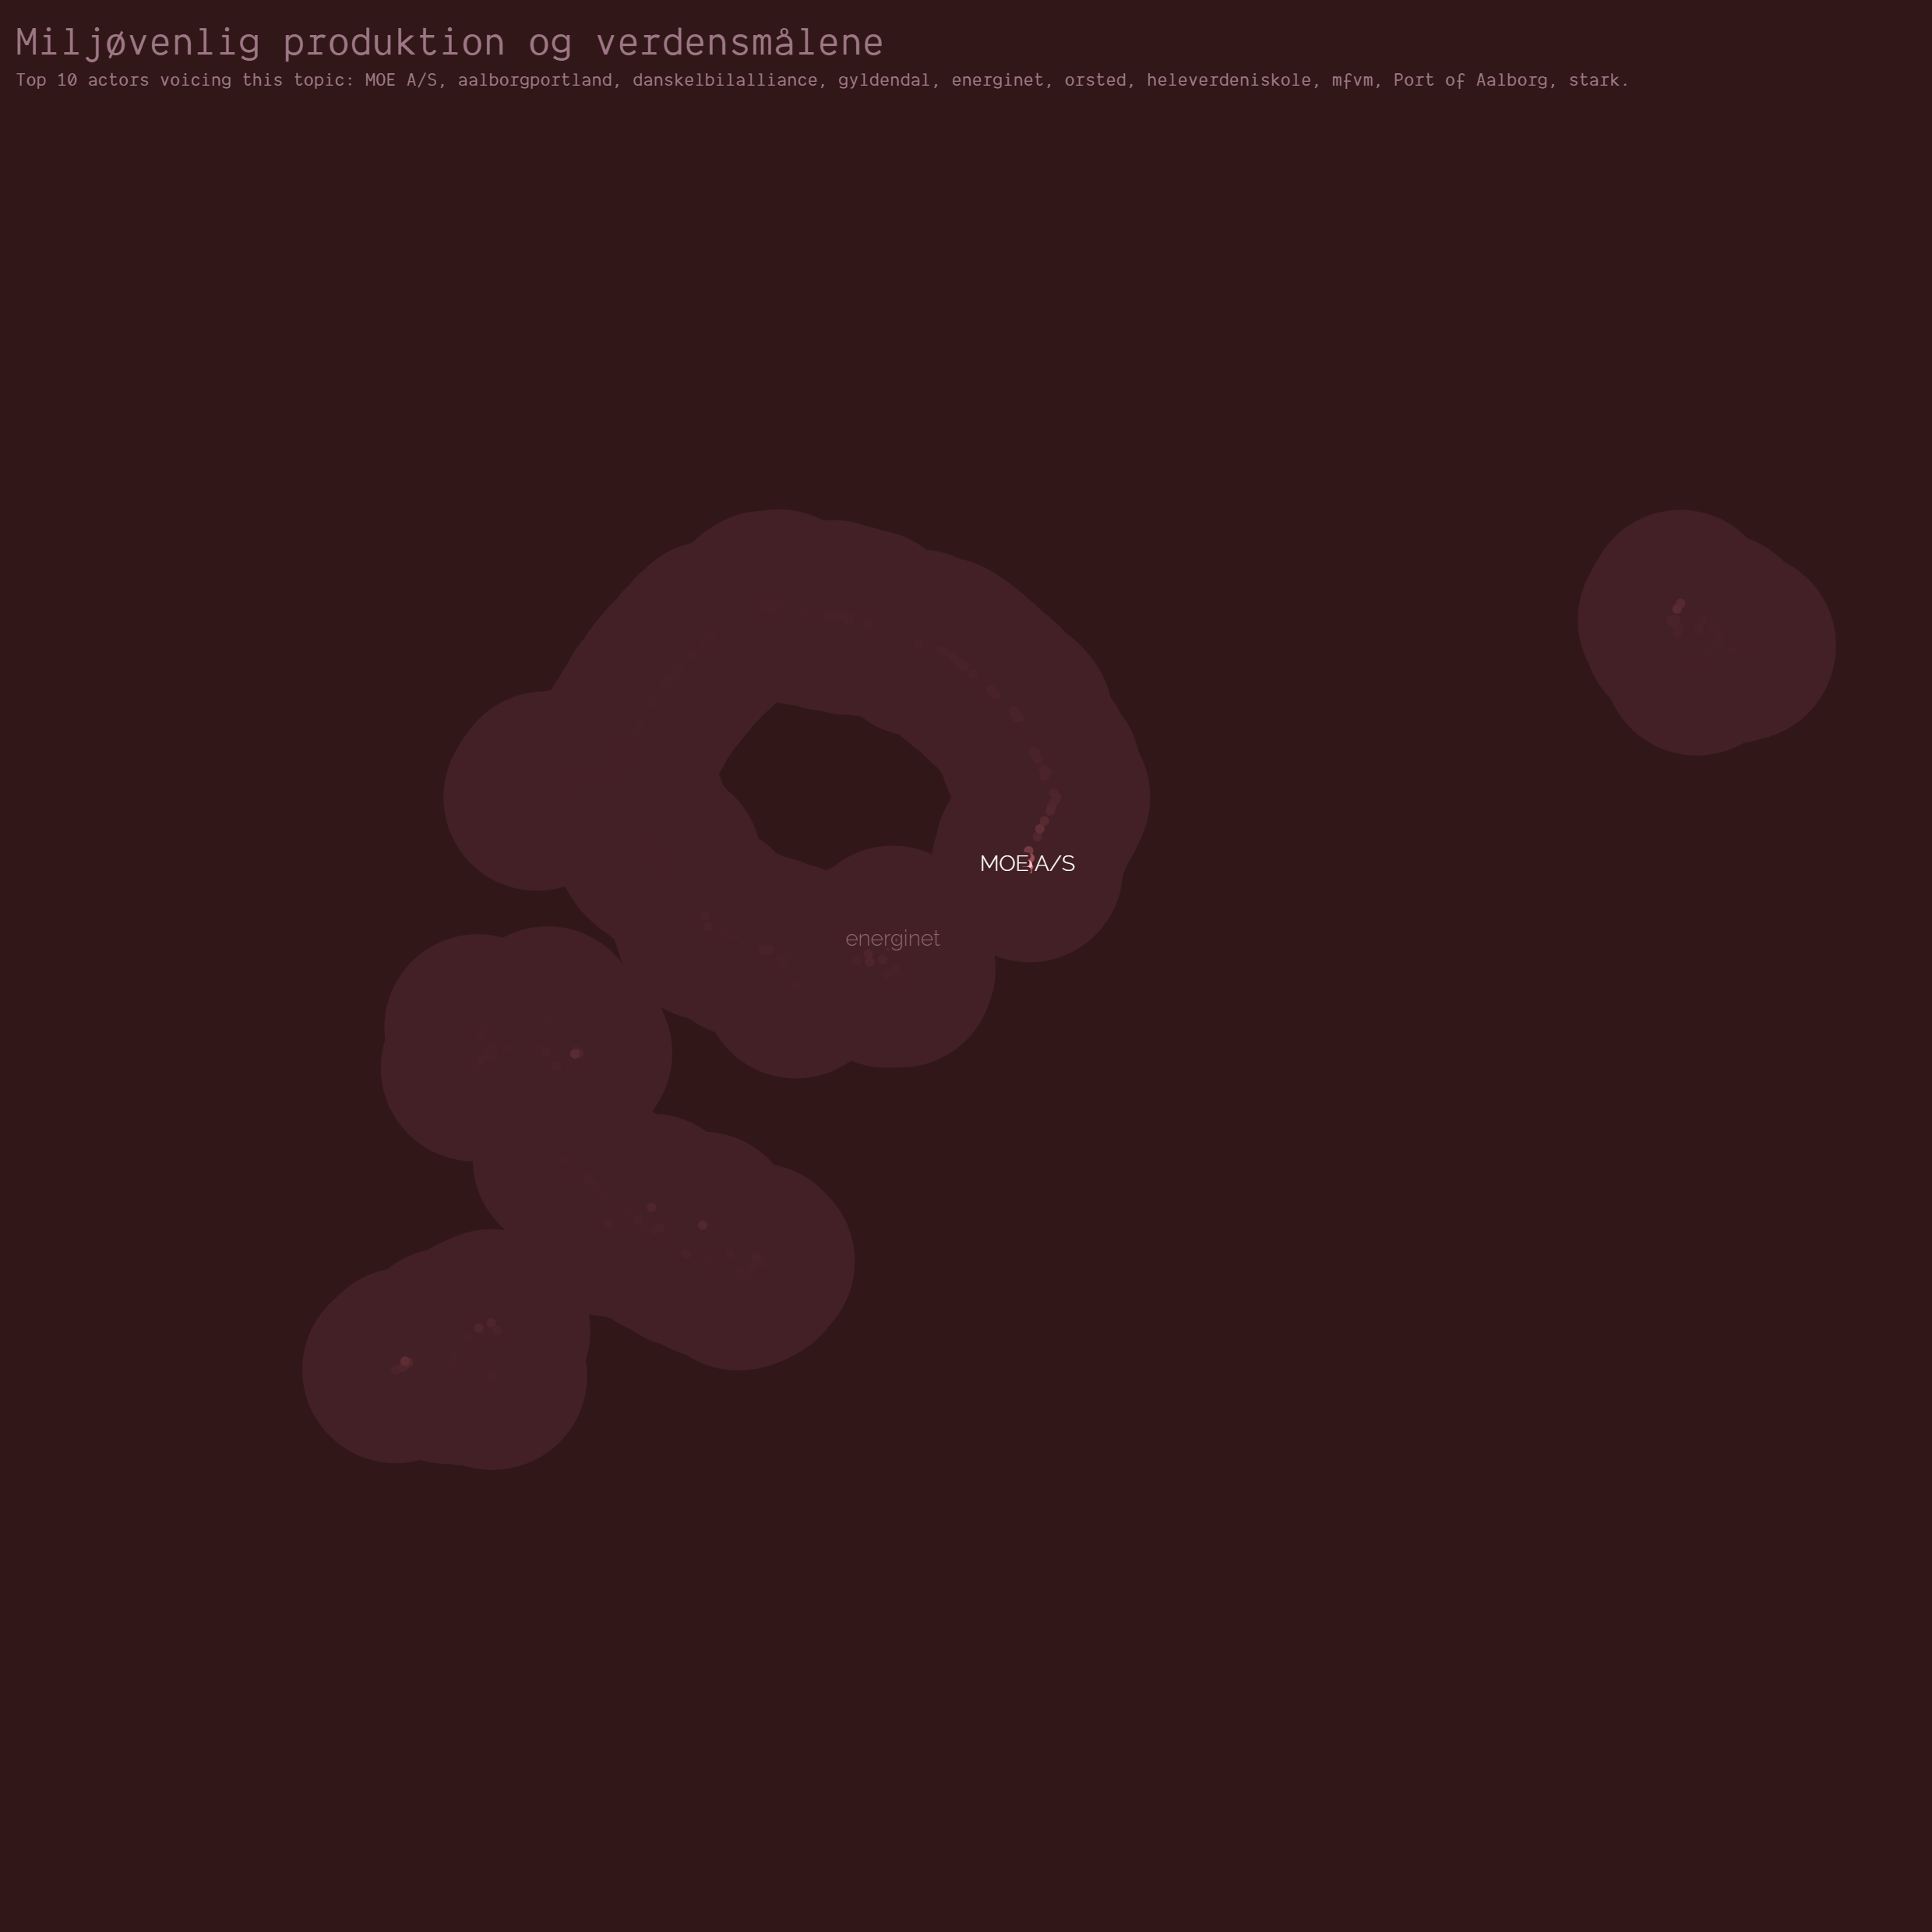 Miljøvenlig produktion og verdensmålene
Top 10 actors voicing this topic: MOE A/S, aalborgportland, danskelbilalliance, gyldendal, energinet, orsted, heleverdeniskole, mfvm, Port of Aalborg, stark.
MOE A/S
energinet